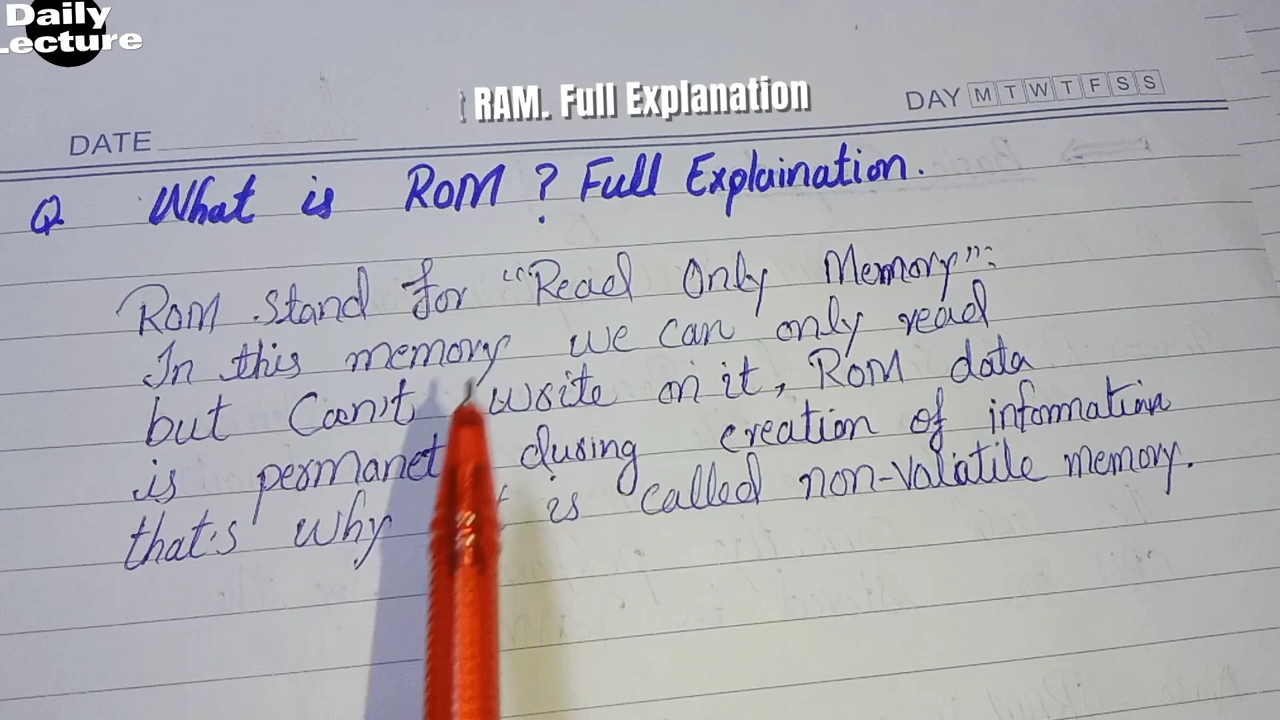 Daily
Lecture
RAM. Full Explanation
DATE
DAY M T W T F S S
Q What is ROM ? Full Explaination.
ROM stand for "Read Only Memory":
In this memory we can only read
but Can't write on it, ROM data
is permanet during creation of information
that's why is called non-valatile memory.